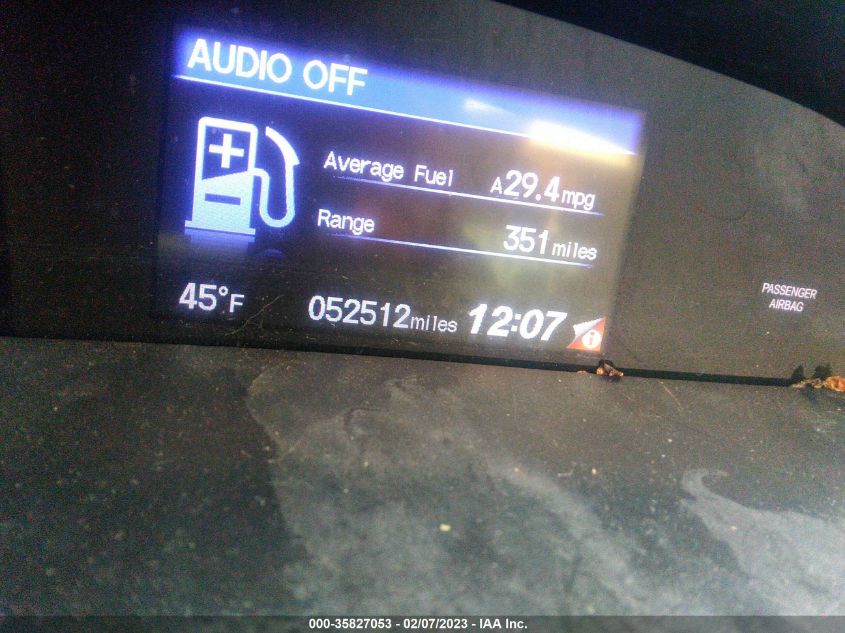 AUDIO OFF
Average Fuel A29.4mpg
Range 351miles
45°F 052512miles 12:07
PASSENGER
AIRBAG
000-35827053 - 02/07/2023 - IAA Inc.